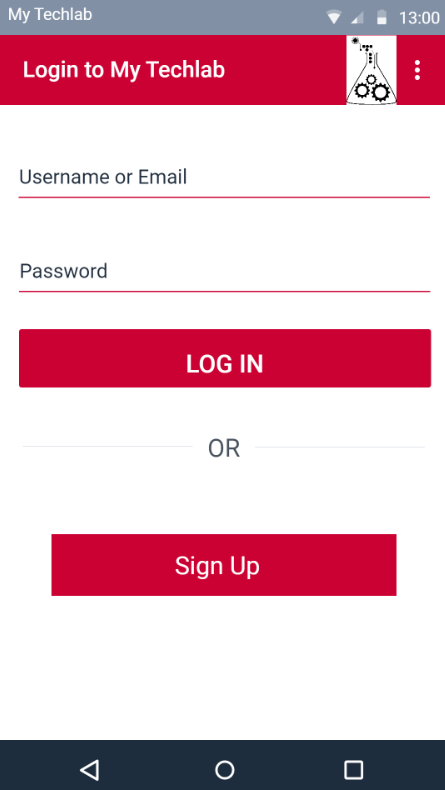 My Techlab
13:00
Login to My Techlab
Username or Email
Password
LOG IN
OR
Sign Up